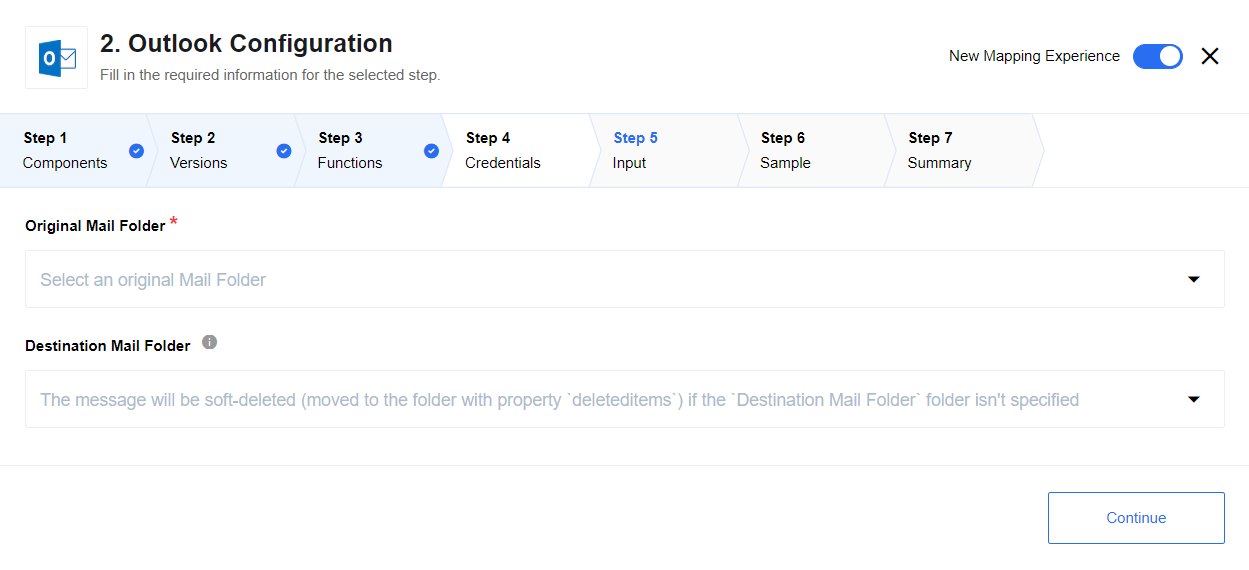 2. Outlook Configuration
Fill in the required information for the selected step.
New Mapping Experience
Step 1
Components
Step 2
Versions
Step 3
Functions
Step 4
Credentials
Step 5
Input
Step 6
Sample
Step 7
Summary
Original Mail Folder *
Select an original Mail Folder
Destination Mail Folder
The message will be soft-deleted (moved to the folder with property `deleteditems`) if the `Destination Mail Folder` folder isn't specified
Continue